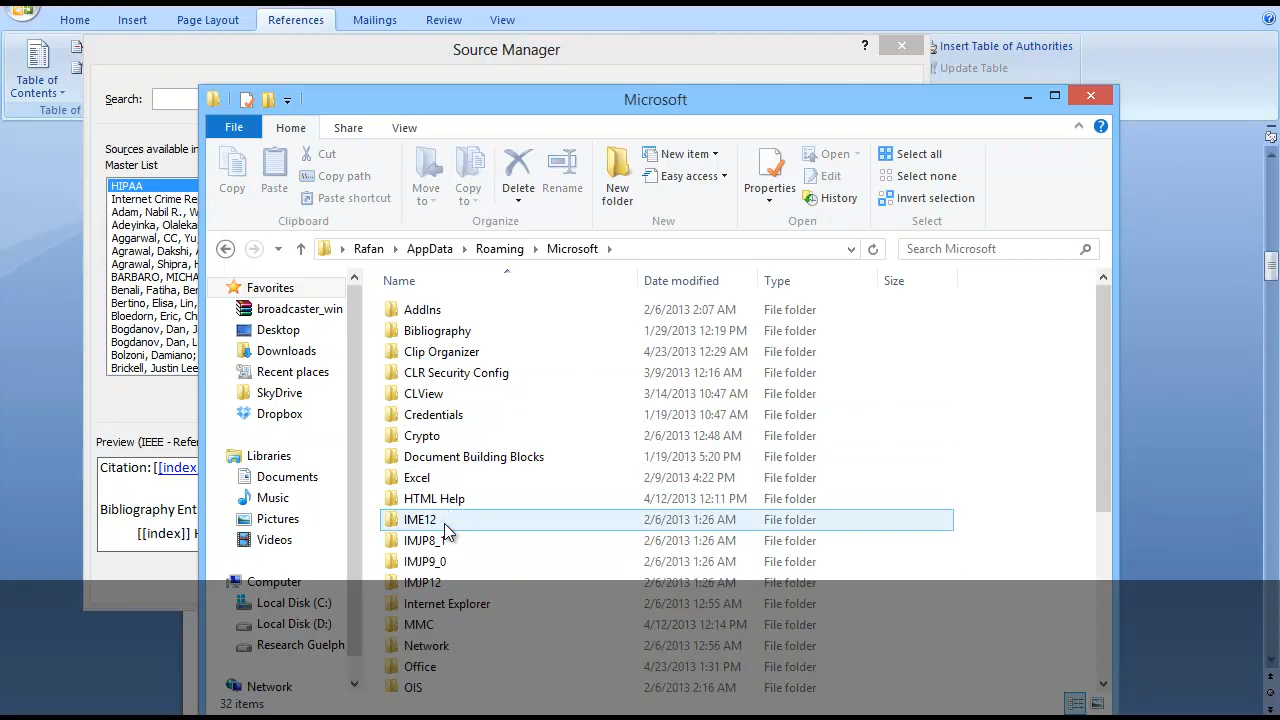 Home Insert Page Layout References Mailings Review View
Source Manager
Insert Table of Authorities
Update Table
Table of
Contents
Table of
Search:
Sources available in
Master List
HIPAA
Internet Crime Re
Adam, Nabil R., W
Adeyinka, Olaleka
Aggarwal, CC, Yu,
Agrawal, Dakshi,
Agrawal, Shipra, H
BARBARO, MICHA
Benali, Fatiha, Ber
Bertino, Elisa, Lin,
Bloedorn, Eric, Ta
Bogdanov, Dan, J
Bogdanov, Dan, L
Bolzoni, Damiano;
Brickell, Justin Lee
Preview (IEEE - Refer
Citation: [[index
Bibliography Ent
[[index]] H
Microsoft
File Home Share View
Copy
Paste
Cut
Copy path
Paste shortcut
Clipboard
Move
to
Copy
to
Delete
Rename
Organize
New
folder
New item
Easy access
New
Properties
Open
Edit
History
Open
Select all
Select none
Invert selection
Select
Rafan AppData Roaming Microsoft
Search Microsoft
Favorites
broadcaster_win
Desktop
Downloads
Recent places
SkyDrive
Dropbox
Libraries
Documents
Music
Pictures
Videos
Computer
Local Disk (C:)
Local Disk (D:)
Research Guelph
Network
Name Date modified Type Size
AddIns 2/6/2013 2:07 AM File folder
Bibliography 1/29/2013 12:19 PM File folder
Clip Organizer 4/23/2013 12:29 AM File folder
CLR Security Config 3/9/2013 12:16 AM File folder
CLView 3/14/2013 10:47 AM File folder
Credentials 1/19/2013 10:47 AM File folder
Crypto 2/6/2013 12:48 AM File folder
Document Building Blocks 1/19/2013 5:20 PM File folder
Excel 2/9/2013 4:22 PM File folder
HTML Help 4/12/2013 12:11 PM File folder
IME12 2/6/2013 1:26 AM File folder
IMJP8_1 2/6/2013 1:26 AM File folder
IMJP9_0 2/6/2013 1:26 AM File folder
IMJP12 2/6/2013 1:26 AM File folder
Internet Explorer 2/6/2013 12:55 AM File folder
MMC 4/12/2013 12:14 PM File folder
Network 2/6/2013 12:56 AM File folder
Office 4/23/2013 1:31 PM File folder
OIS 2/6/2013 2:16 AM File folder
32 items